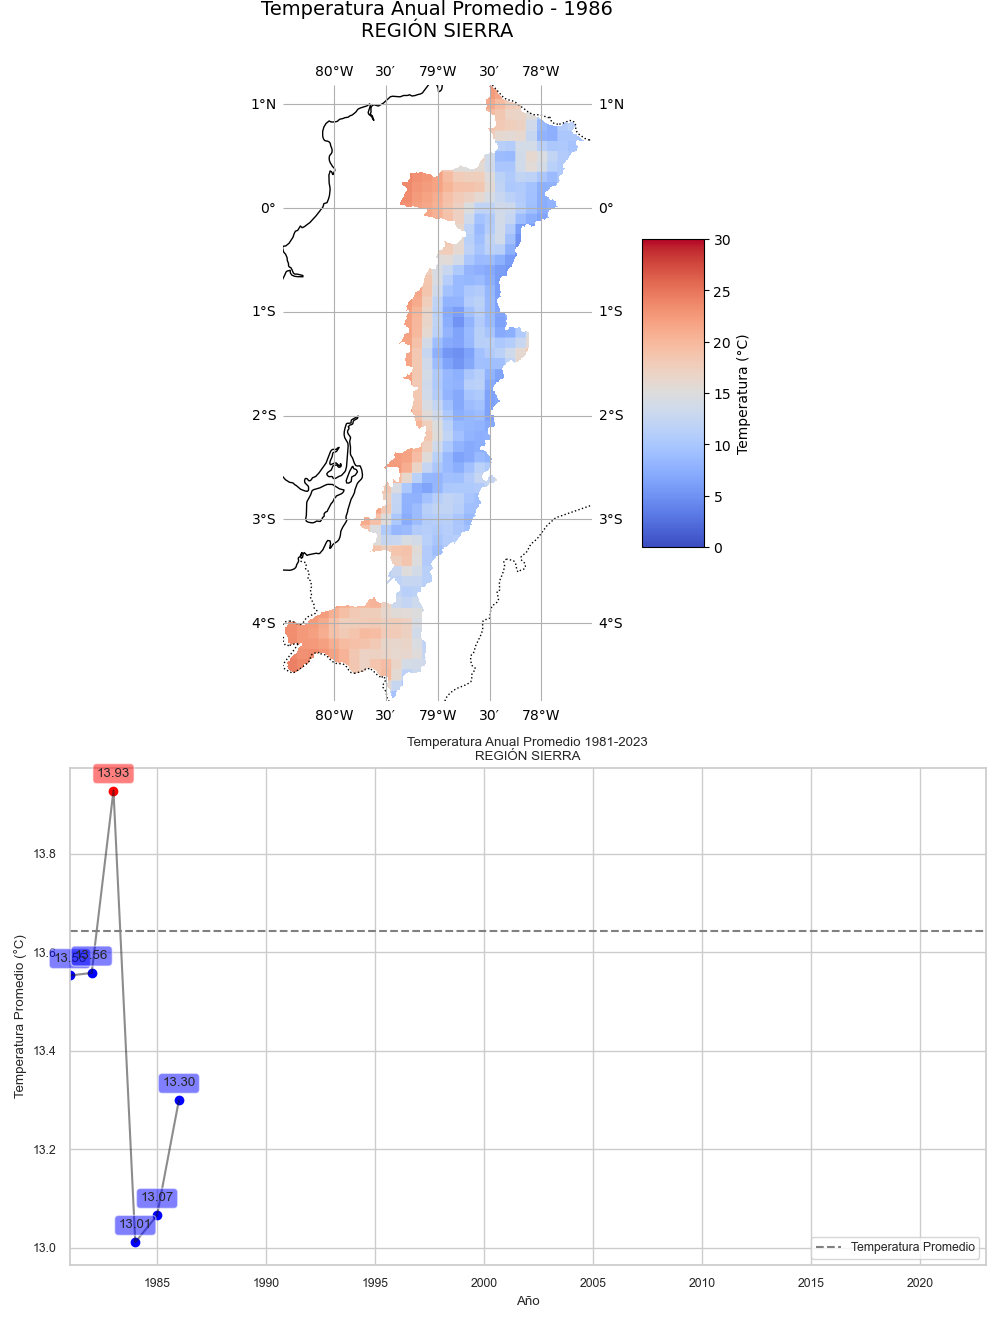 Temperatura Anual Promedio - 1986
REGIÓN SIERRA
80°W 30′ 79°W 30′ 78°W
1°N 1°N
0° 0°
1°S 1°S
2°S 2°S
3°S 3°S
4°S 4°S
80°W 30′ 79°W 30′ 78°W
30
25
20
15
10
5
0
Temperatura (°C)
Temperatura Anual Promedio 1981-2023
REGIÓN SIERRA
13.93
13.8
13.6
13.56
13.4
13.30
13.2
13.07
13.01
13.0
Temperatura Promedio (°C)
Temperatura Promedio
1985 1990 1995 2000 2005 2010 2015 2020
Año